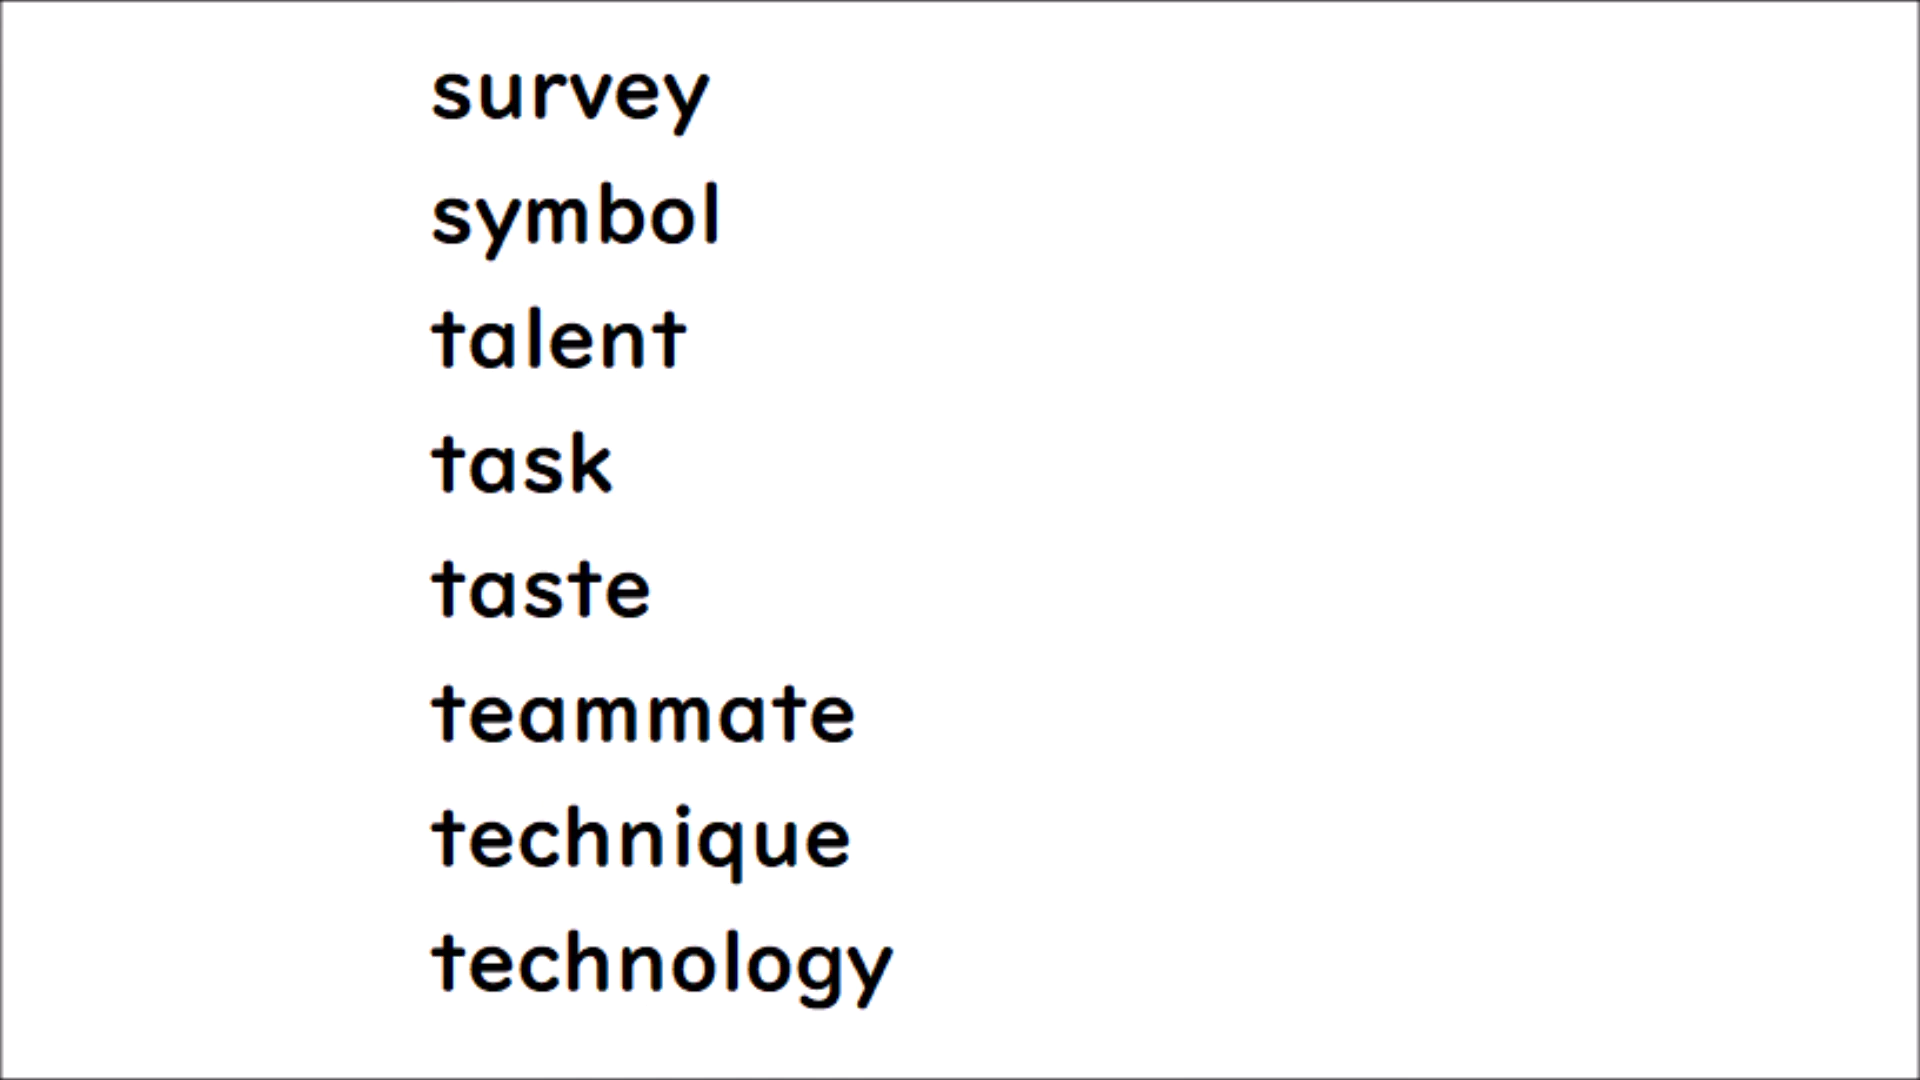 survey
symbol
talent
task
taste
teammate
technique
technology